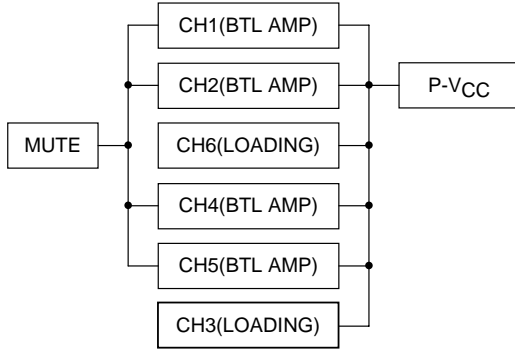 CH1(BTL AMP)
CH2(BTL AMP)
P-VCC
MUTE
CH6(LOADING)
CH4(BTL AMP)
CH5(BTL AMP)
CH3(LOADING)